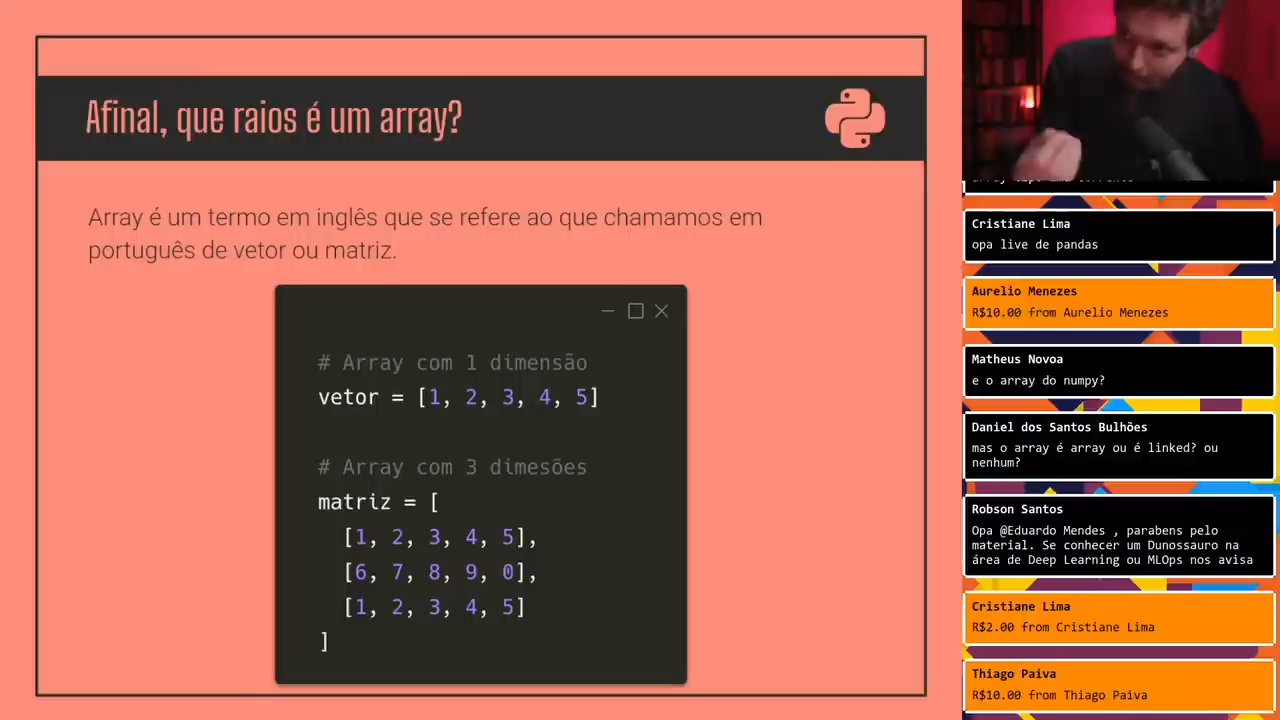 Afinal, que raios é um array?
Array é um termo em inglês que se refere ao que chamamos em
português de vetor ou matriz.
# Array com 1 dimensão
vetor = [1, 2, 3, 4, 5]
# Array com 3 dimesões
matriz = [
[1, 2, 3, 4, 5],
[6, 7, 8, 9, 0],
[1, 2, 3, 4, 5]
]
Cristiane Lima
opa live de pandas
Aurelio Menezes
R$10.00 from Aurelio Menezes
Matheus Novoa
e o array do numpy?
Daniel dos Santos Bulhões
mas o array é array ou é linked? ou
nenhum?
Robson Santos
Opa @Eduardo Mendes , parabens pelo
material. Se conhecer um Dunossauro na
área de Deep Learning ou MLOps nos avisa
Cristiane Lima
R$2.00 from Cristiane Lima
Thiago Paiva
R$10.00 from Thiago Paiva